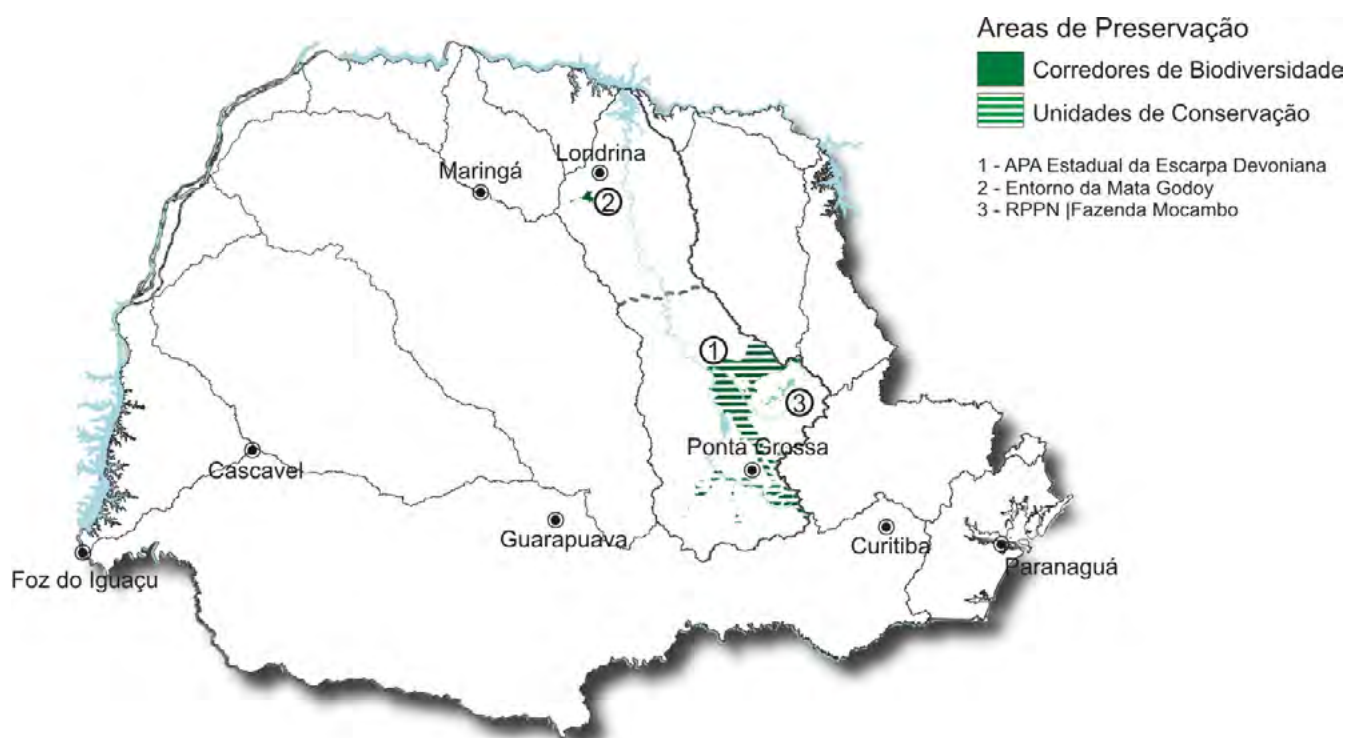 Areas de Preservação
Corredores de Biodiversidade
Unidades de Conservação
1 - APA Estadual da Escarpa Devoniana
2 - Entorno da Mata Godoy
3 - RPPN |Fazenda Mocambo
Londrina
Maringá
2
1
3
Ponta Grossa
Cascavel
Guarapuava
Curitiba
Paranaguá
Foz do Iguaçu